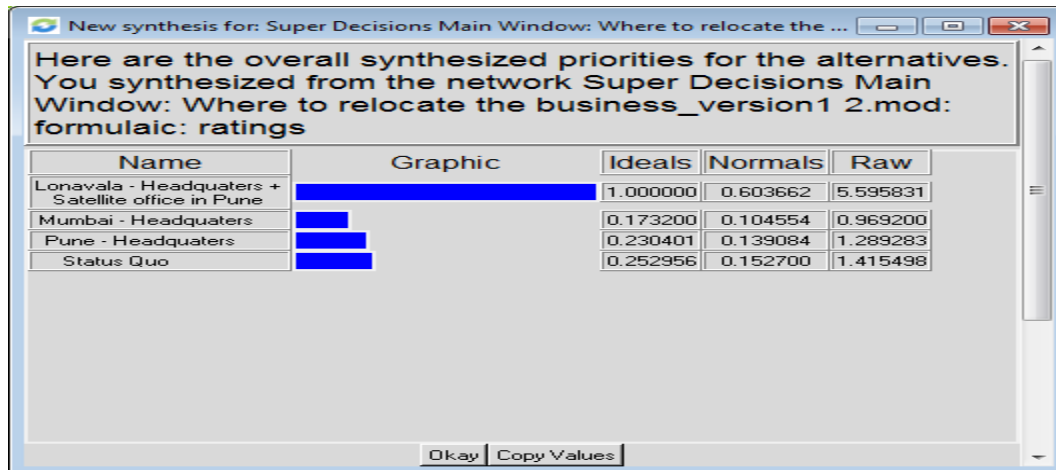 New synthesis for: Super Decisions Main Window: Where to relocate the ...
Here are the overall synthesized priorities for the alternatives.
You synthesized from the network Super Decisions Main
Window: Where to relocate the business_version1 2.mod:
formulaic: ratings
Name Graphic Ideals Normals Raw
Lonavala - Headquaters +
Satellite office in Pune 1.000000 0.603662 5.595831
Mumbai - Headquaters 0.173200 0.104554 0.969200
Pune - Headquaters 0.230401 0.139084 1.289283
Status Quo 0.252956 0.152700 1.415498
Okay Copy Values